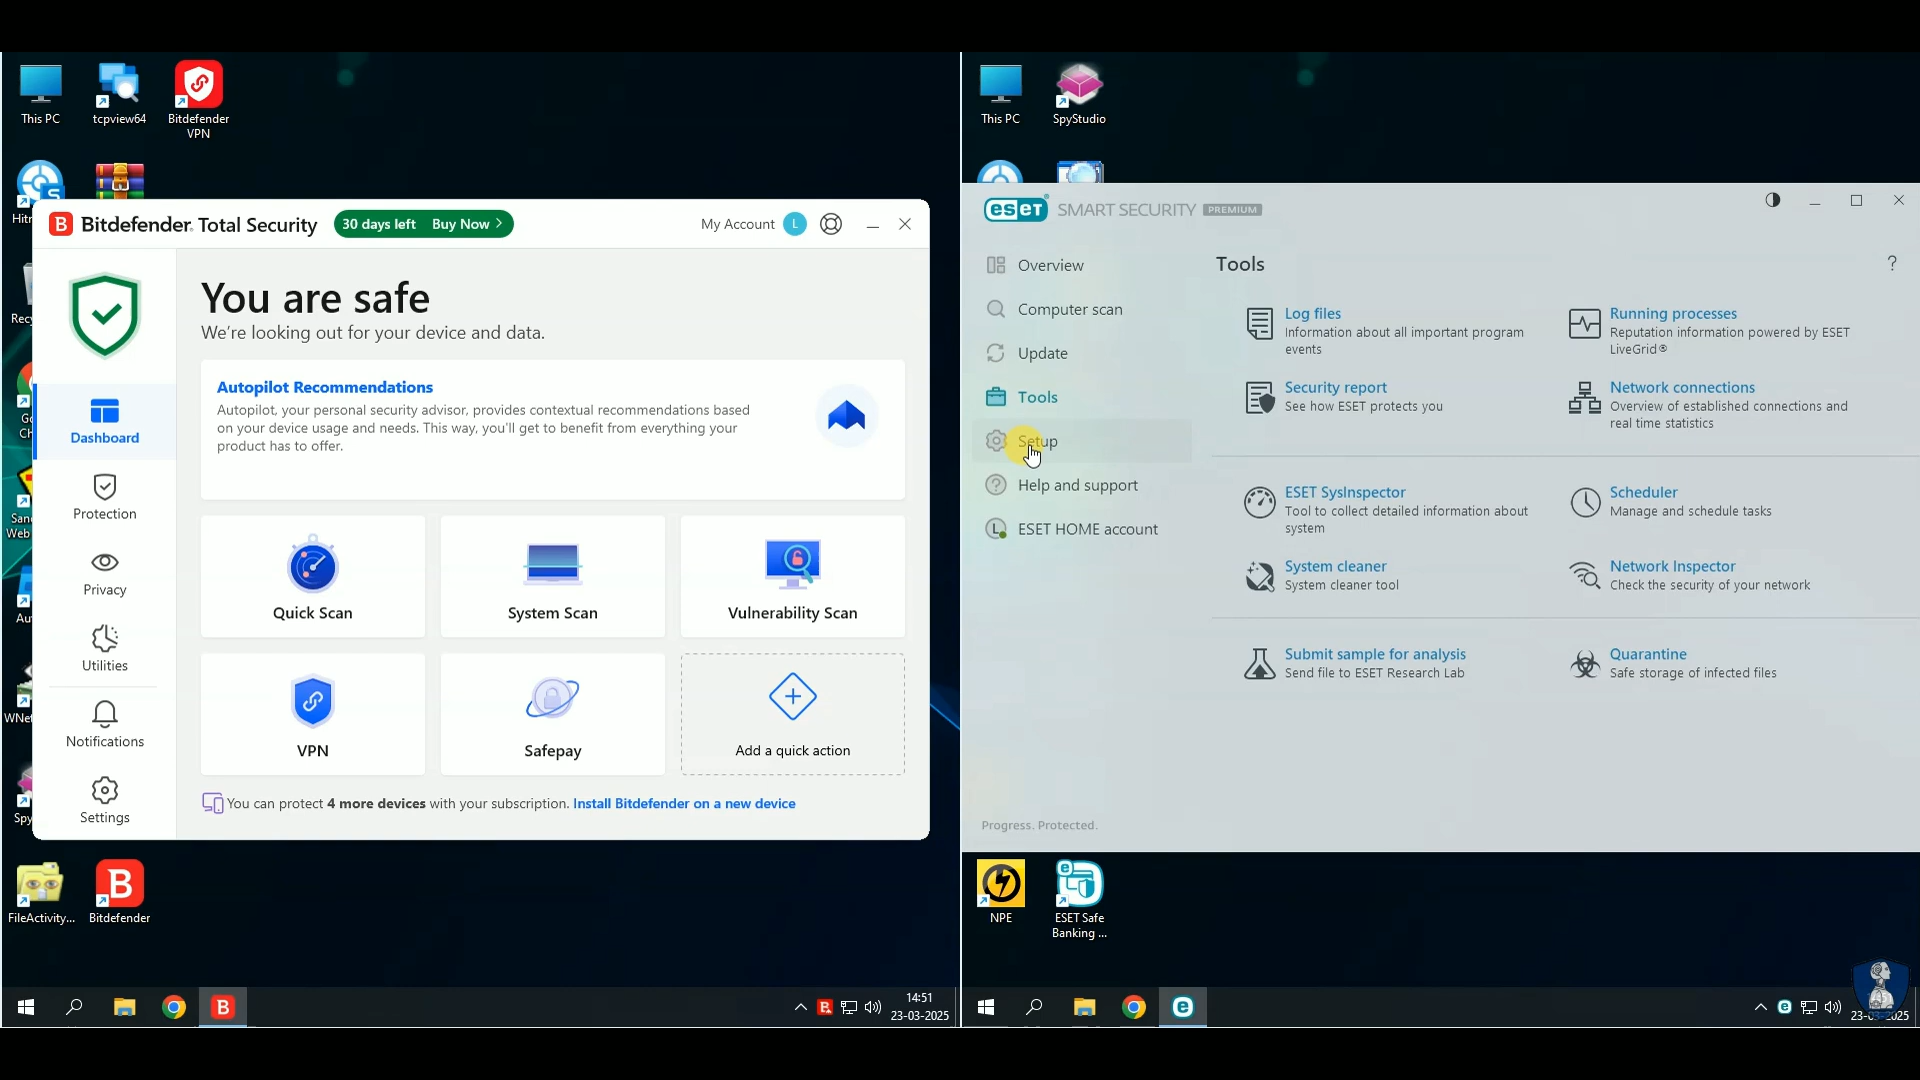 This PC
tcpview64
Bitdefender
VPN
Bitdefender Total Security
30 days left Buy Now >
My Account L
You are safe
We're looking out for your device and data.
Autopilot Recommendations
Autopilot, your personal security advisor, provides contextual recommendations based
on your device usage and needs. This way, you'll get to benefit from everything your
product has to offer.
Dashboard
Protection
Privacy
Utilities
Notifications
Settings
Quick Scan
System Scan
Vulnerability Scan
VPN
Safepay
Add a quick action
You can protect 4 more devices with your subscription. Install Bitdefender on a new device
FileActivity...
Bitdefender
14:51
23-03-2025
This PC
SpyStudio
eseT SMART SECURITY PREMIUM
Overview
Computer scan
Update
Tools
Setup
Help and support
ESET HOME account
Tools
?
Log files
Information about all important program
events
Running processes
Reputation information powered by ESET
LiveGrid®
Security report
See how ESET protects you
Network connections
Overview of established connections and
real time statistics
ESET SysInspector
Tool to collect detailed information about
system
Scheduler
Manage and schedule tasks
System cleaner
System cleaner tool
Network Inspector
Check the security of your network
Submit sample for analysis
Send file to ESET Research Lab
Quarantine
Safe storage of infected files
Progress. Protected.
NPE
ESET Safe
Banking ...